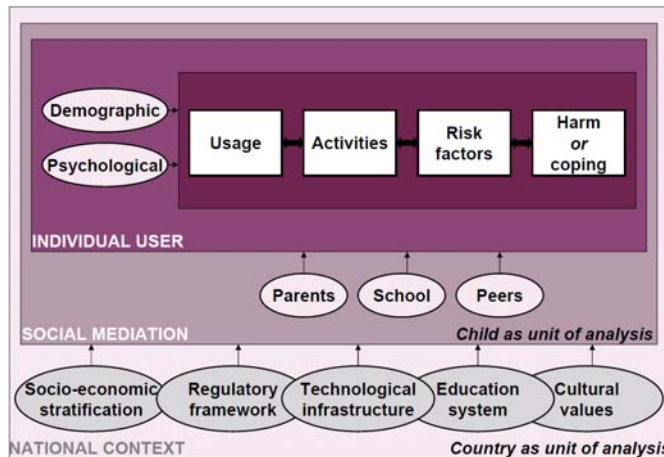 Demographic
Psychological
Usage
Activities
Risk
factors
Harm
or
coping
INDIVIDUAL USER
Parents
School
Peers
SOCIAL MEDIATION
Child as unit of analysis
Socio-economic
stratification
Regulatory
framework
Technological
infrastructure
Education
system
Cultural
values
NATIONAL CONTEXT
Country as unit of analysis